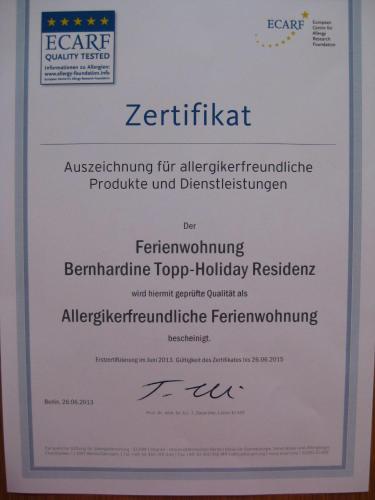 ECARF
QUALITY TESTED
Informationen zu Allergien:
www.allergy-foundation.info
ECARF
European
Centre for
Allergy
Research
Foundation
Zertifikat
Auszeichnung für allergikerfreundliche
Produkte und Dienstleistungen
Der
Ferienwohnung
Bernhardine Topp-Holiday Residenz
wird hiermit geprüfte Qualität als
Allergikerfreundliche Ferienwohnung
bescheinigt.
Erstzertifizierung im Juni 2013. Gültigkeit des Zertifikates bis 26.06.2015
Berlin, 26.06.2013